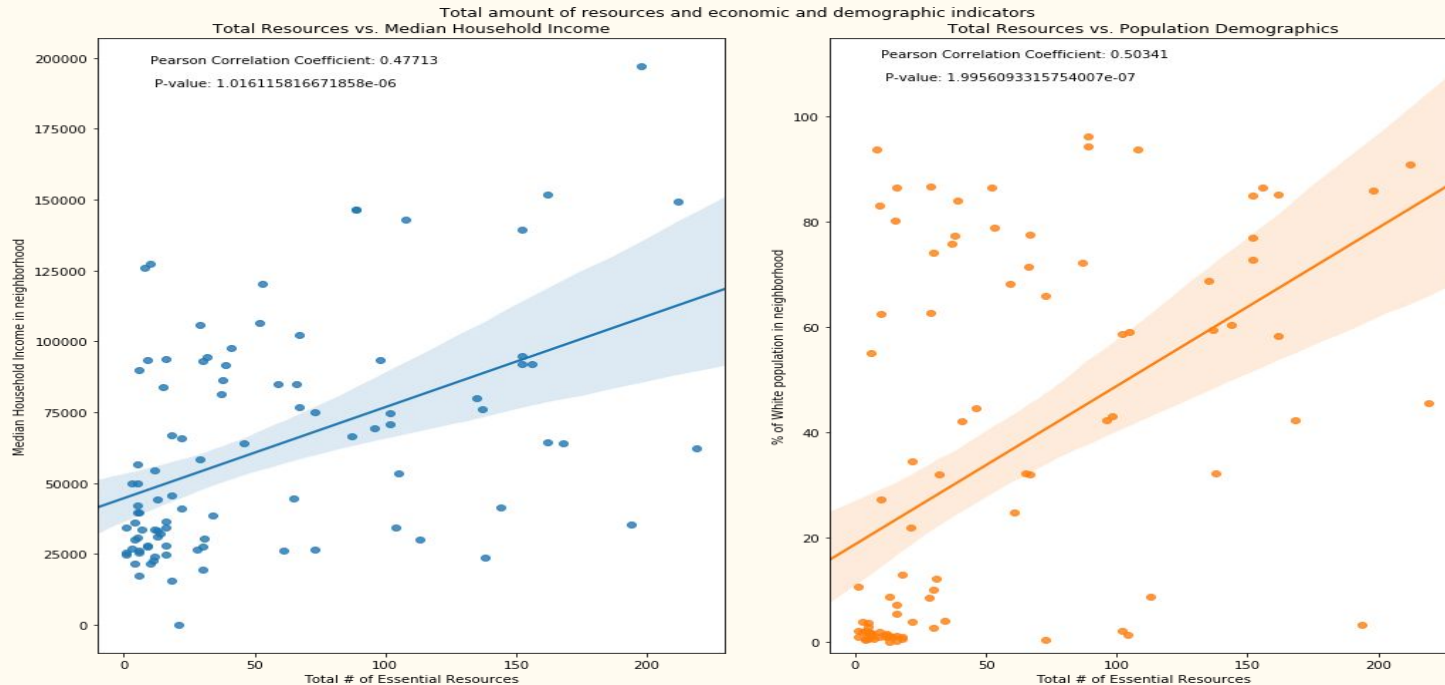 Total amount of resources and economic and demographic indicators
Total Resources vs. Median Household Income
Pearson Correlation Coefficient: 0.47713
P-value: 1.016115816671858e-06
200000
175000
150000
125000
100000
75000
50000
25000
0
Median Household Income in neighborhood
0 50 100 150 200
Total # of Essential Resources
Total Resources vs. Population Demographics
Pearson Correlation Coefficient: 0.50341
P-value: 1.9956093315754007e-07
100
80
60
40
20
0
% of White population in neighborhood
0 50 100 150 200
Total # of Essential Resources